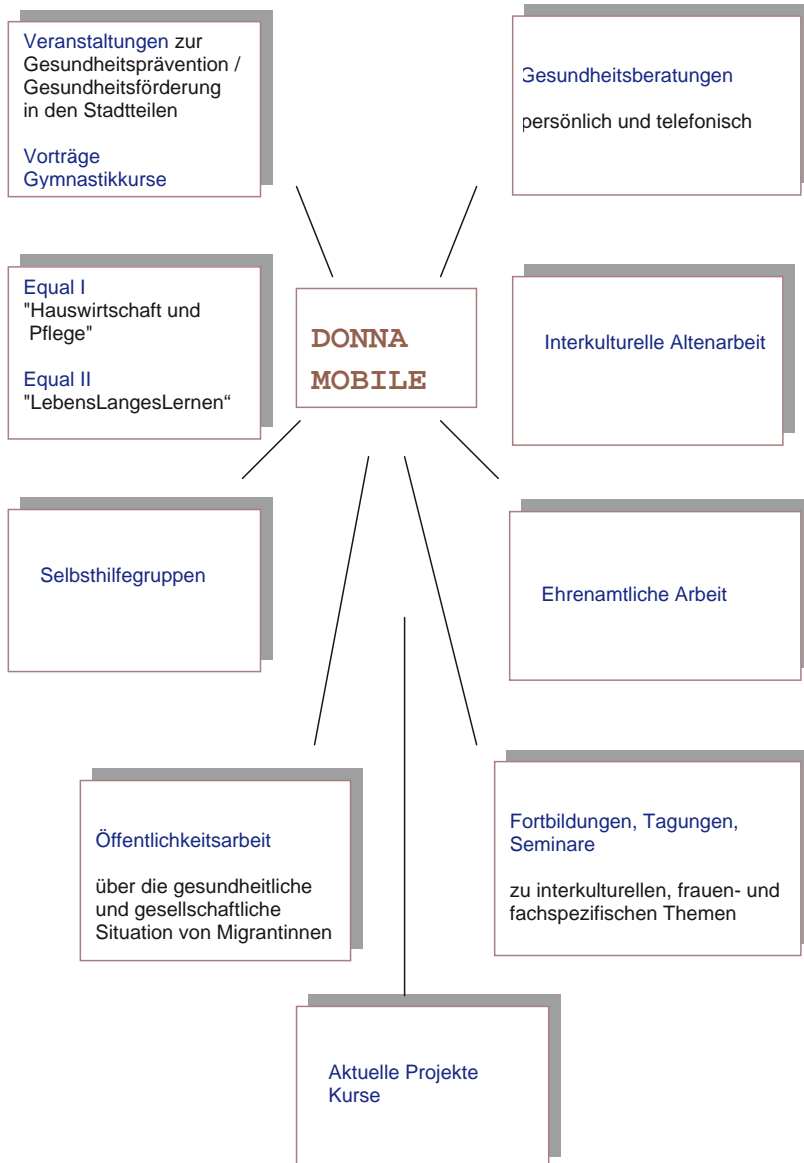 Veranstaltungen zur
Gesundheitsprävention /
Gesundheitsförderung
in den Stadtteilen
Vorträge
Gymnastikkurse
Gesundheitsberatungen
persönlich und telefonisch
Equal I
"Hauswirtschaft und
Pflege"
Equal II
"LebensLangesLernen“
DONNA
MOBILE
Interkulturelle Altenarbeit
Selbsthilfegruppen
Ehrenamtliche Arbeit
Öffentlichkeitsarbeit
über die gesundheitliche
und gesellschaftliche
Situation von Migrantinnen
Fortbildungen, Tagungen,
Seminare
zu interkulturellen, frauen- und
fachspezifischen Themen
Aktuelle Projekte
Kurse